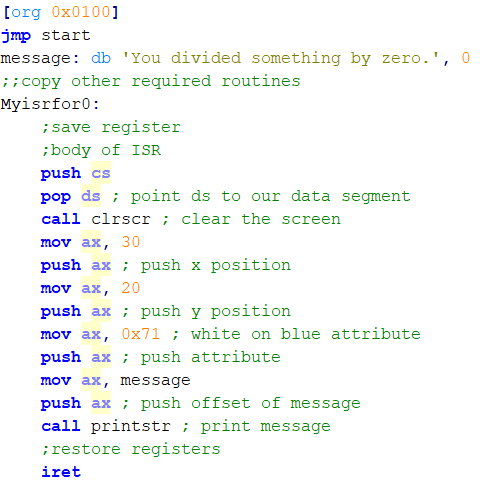 [org 0x0100]
jmp start
message: db 'You divided something by zero.', 0
;;copy other required routines
Myisrfor0:
;save register
;body of ISR
push cs
pop ds ; point ds to our data segment
call clrscr ; clear the screen
mov ax, 30
push ax ; push x position
mov ax, 20
push ax ; push y position
mov ax, 0x71 ; white on blue attribute
push ax ; push attribute
mov ax, message
push ax ; push offset of message
call printstr ; print message
;restore registers
iret